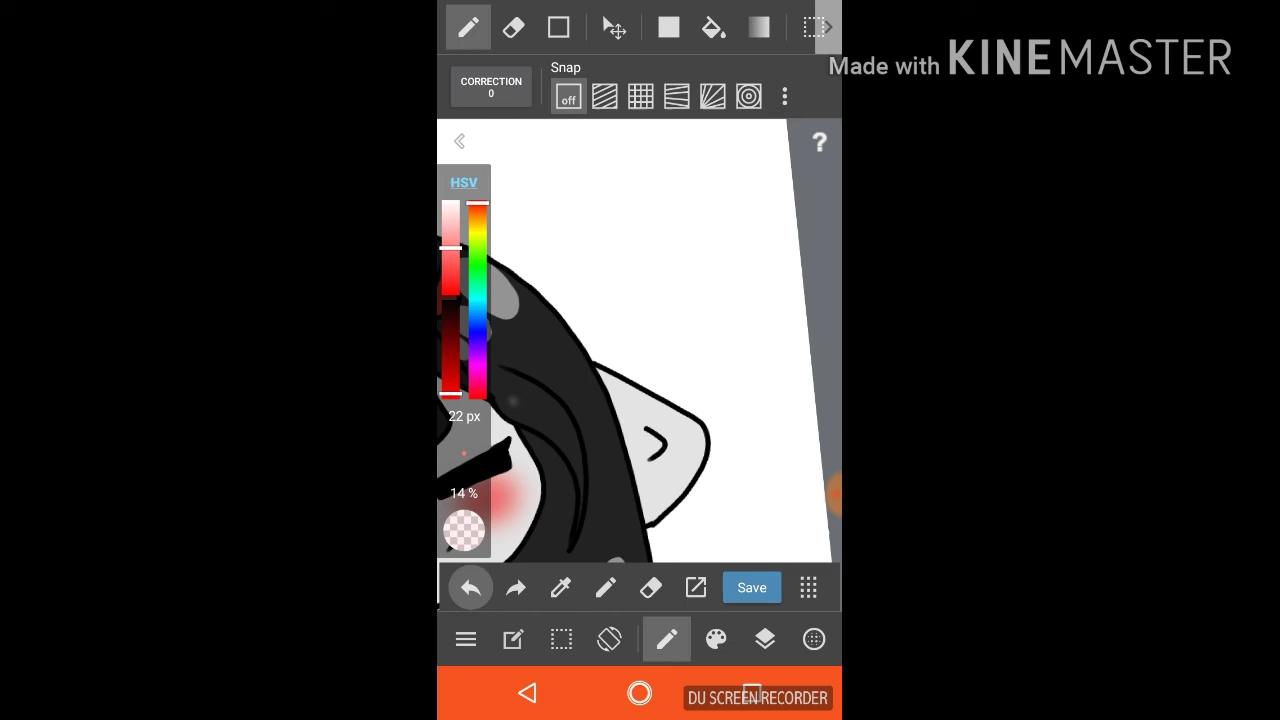 Made with KINEMASTER
CORRECTION
0
Snap
off
?
HSV
22 px
14 %
Save
DU SCREEN RECORDER